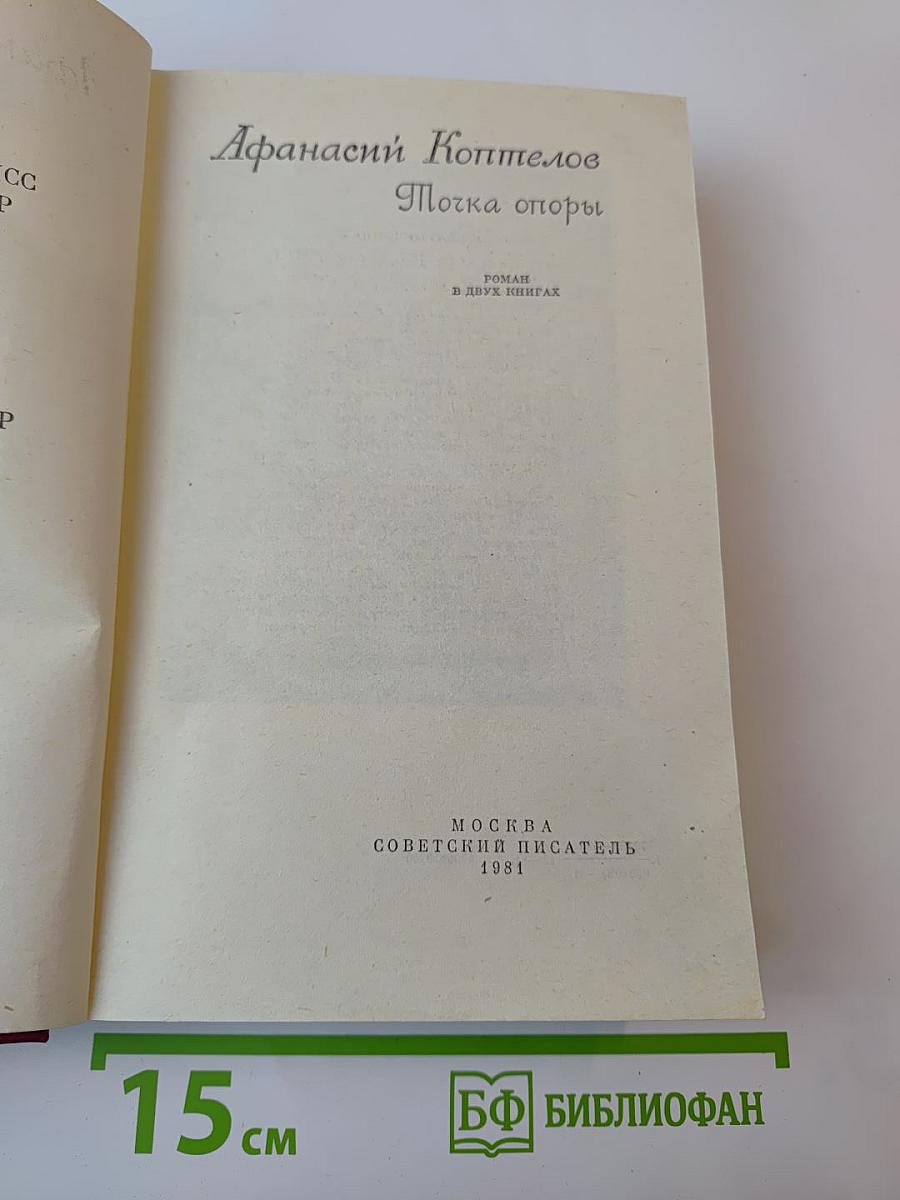 Афанасий Коптелов
Точка опоры
РОМАН
В ДВУХ КНИГАХ
МОСКВА
СОВЕТСКИЙ ПИСАТЕЛЬ
1981
15 см
БФ БИБЛИОФАН